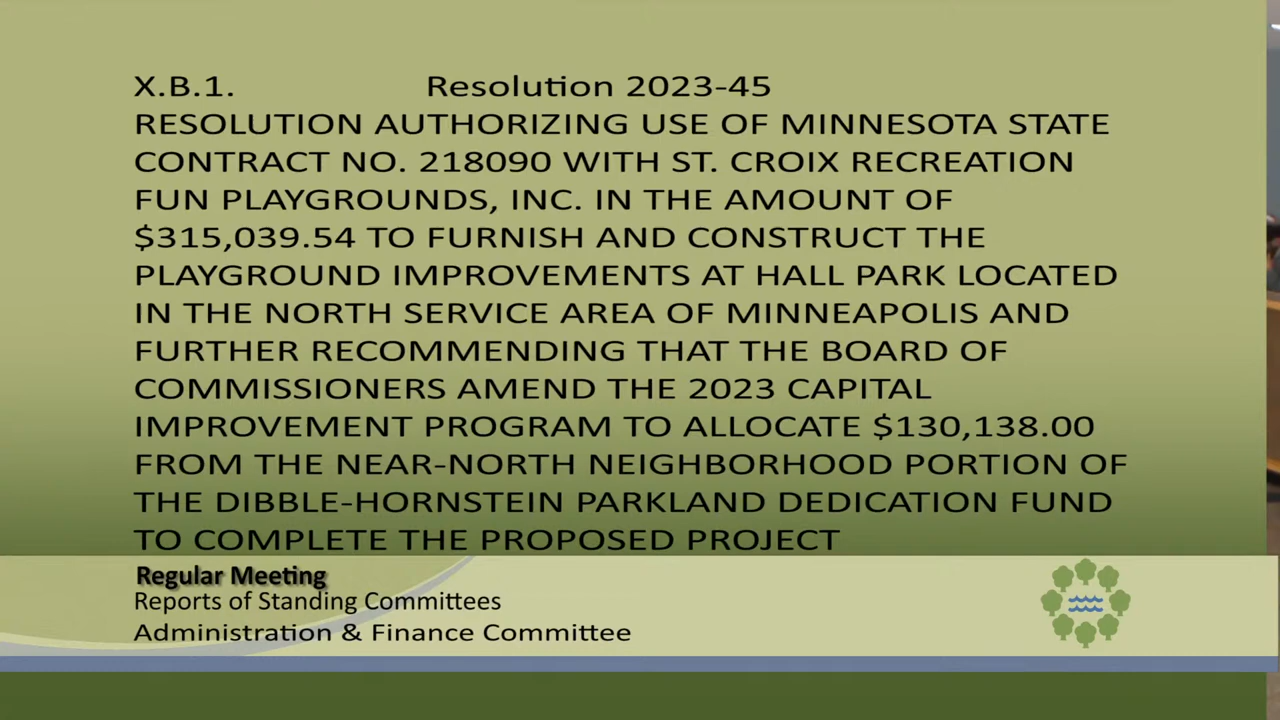 X.B.1. Resolution 2023-45
RESOLUTION AUTHORIZING USE OF MINNESOTA STATE
CONTRACT NO. 218090 WITH ST. CROIX RECREATION
FUN PLAYGROUNDS, INC. IN THE AMOUNT OF
$315,039.54 TO FURNISH AND CONSTRUCT THE
PLAYGROUND IMPROVEMENTS AT HALL PARK LOCATED
IN THE NORTH SERVICE AREA OF MINNEAPOLIS AND
FURTHER RECOMMENDING THAT THE BOARD OF
COMMISSIONERS AMEND THE 2023 CAPITAL
IMPROVEMENT PROGRAM TO ALLOCATE $130,138.00
FROM THE NEAR-NORTH NEIGHBORHOOD PORTION OF
THE DIBBLE-HORNSTEIN PARKLAND DEDICATION FUND
TO COMPLETE THE PROPOSED PROJECT
Regular Meeting
Reports of Standing Committees
Administration & Finance Committee